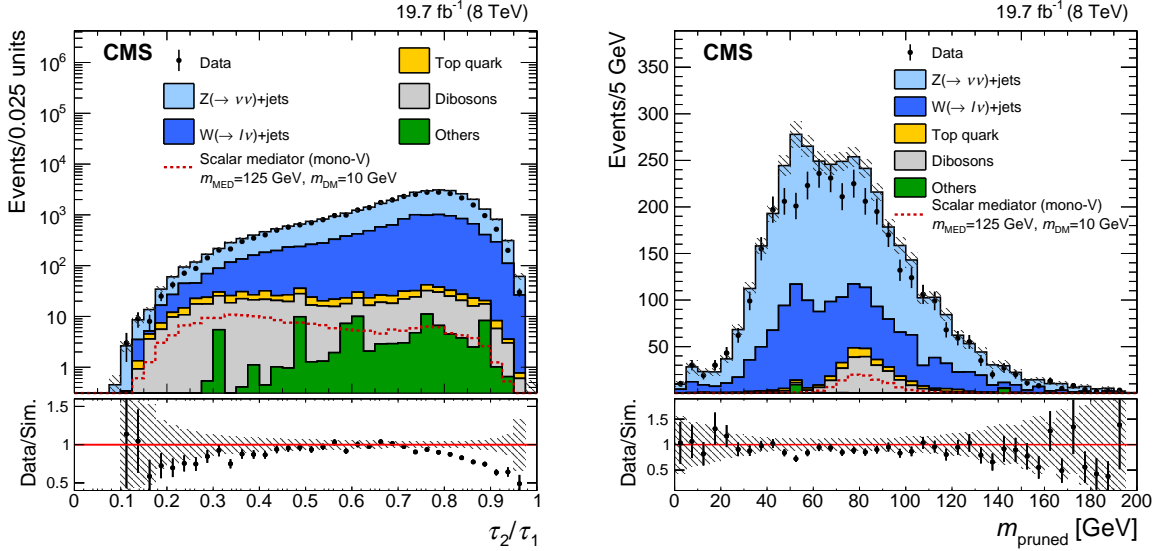 19.7 fb⁻¹ (8 TeV)
CMS
Data
Z(→ νν)+jets
W(→ lν)+jets
Top quark
Dibosons
Others
Scalar mediator (mono-V)
m_MED=125 GeV, m_DM=10 GeV
Events/0.025 units
10⁶
10⁵
10⁴
10³
10²
10
1
Data/Sim.
1.5
1
0.5
0 0.1 0.2 0.3 0.4 0.5 0.6 0.7 0.8 0.9 1
τ₂/τ₁
19.7 fb⁻¹ (8 TeV)
CMS
Data
Z(→ νν)+jets
W(→ lν)+jets
Top quark
Dibosons
Others
Scalar mediator (mono-V)
m_MED=125 GeV, m_DM=10 GeV
Events/5 GeV
350
300
250
200
150
100
50
Data/Sim.
1.5
1
0.5
0 20 40 60 80 100 120 140 160 180 200
m_pruned [GeV]